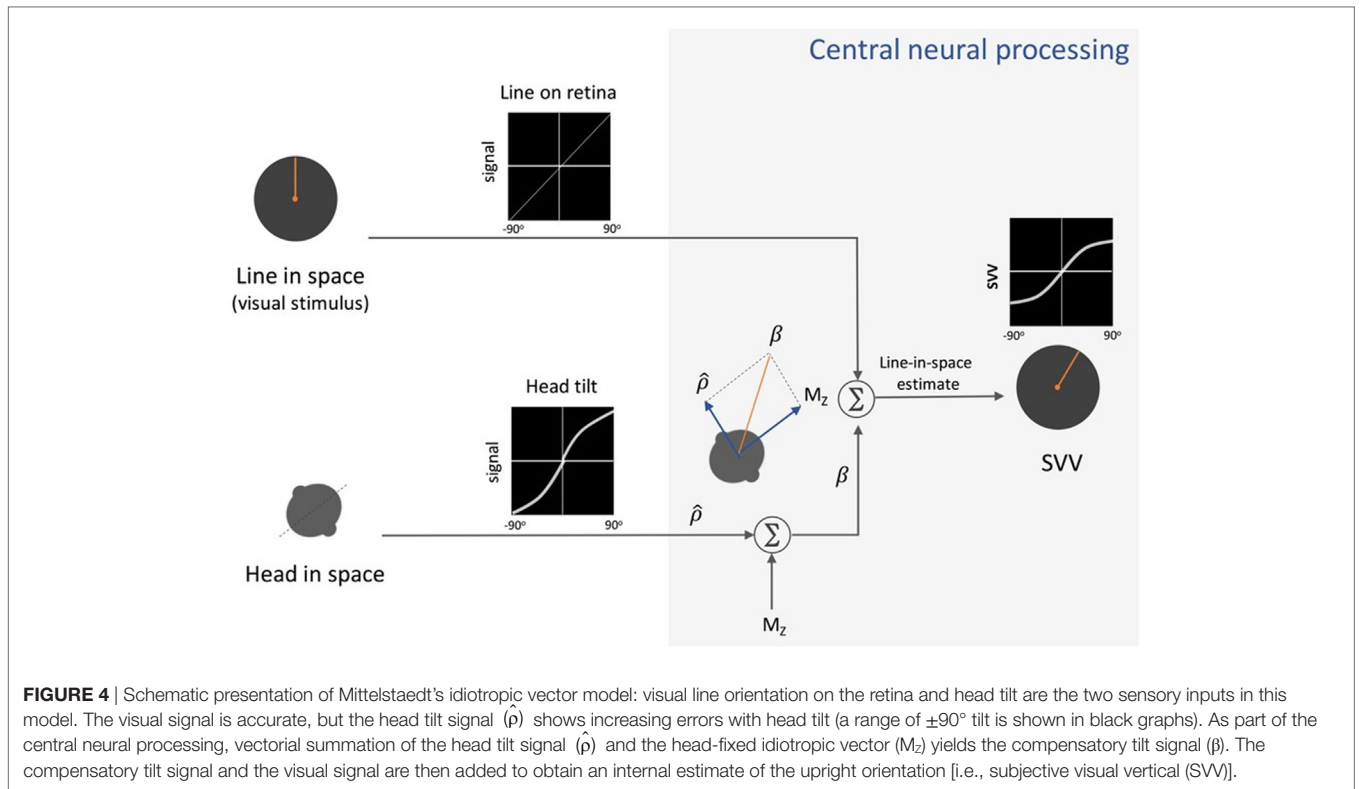 Central neural processing
Line on retina
signal
-90° 90°
Line in space
(visual stimulus)
SVV
-90° 90°
β
ρ̂
M_Z
Σ
Line-in-space
estimate
SVV
Head tilt
signal
-90° 90°
β
Head in space
ρ̂
Σ
M_Z
FIGURE 4 | Schematic presentation of Mittelstaedt’s idiotropic vector model: visual line orientation on the retina and head tilt are the two sensory inputs in this
model. The visual signal is accurate, but the head tilt signal (ρ̂) shows increasing errors with head tilt (a range of ±90° tilt is shown in black graphs). As part of the
central neural processing, vectorial summation of the head tilt signal (ρ̂) and the head-fixed idiotropic vector (M_Z) yields the compensatory tilt signal (β). The
compensatory tilt signal and the visual signal are then added to obtain an internal estimate of the upright orientation [i.e., subjective visual vertical (SVV)].